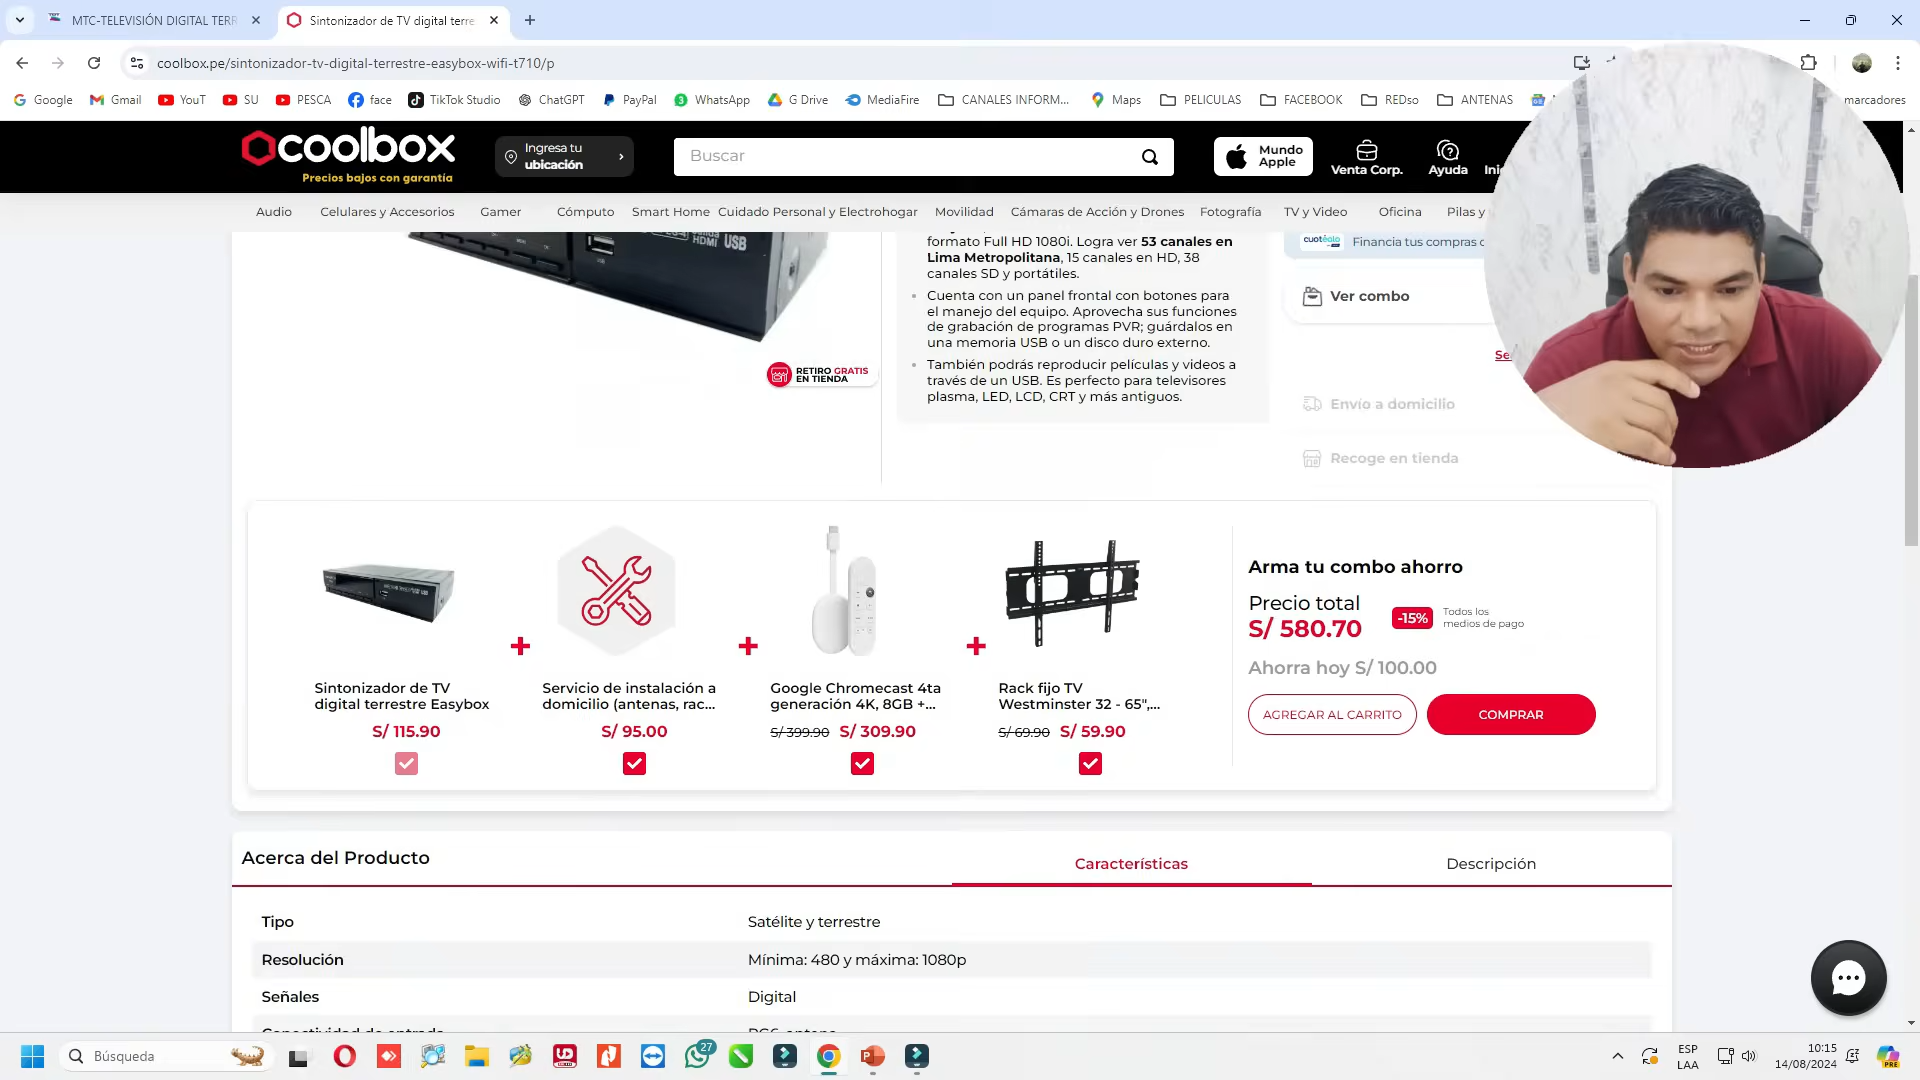 MTC-TELEVISIÓN DIGITAL TERR
Sintonizador de TV digital terre
coolbox.pe/sintonizador-tv-digital-terrestre-easybox-wifi-t710/p
Google
Gmail
YouT
SU
PESCA
face
TikTok Studio
ChatGPT
PayPal
WhatsApp
G Drive
MediaFire
CANALES INFORM...
Maps
PELICULAS
FACEBOOK
REDso
ANTENAS
marcadores
coolbox
Precios bajos con garantía
Ingresa tu
ubicación
Buscar
Mundo
Apple
Venta Corp.
Ayuda
Audio
Celulares y Accesorios
Gamer
Cómputo
Smart Home
Cuidado Personal y Electrohogar
Movilidad
Cámaras de Acción y Drones
Fotografía
TV y Video
Oficina
Pilas y
HDMI USB
RETIRO GRATIS
EN TIENDA
formato Full HD 1080i. Logra ver 53 canales en
Lima Metropolitana, 15 canales en HD, 38
canales SD y portátiles.
Cuenta con un panel frontal con botones para
el manejo del equipo. Aprovecha sus funciones
de grabación de programas PVR; guárdalos en
una memoria USB o un disco duro externo.
También podrás reproducir películas y videos a
través de un USB. Es perfecto para televisores
plasma, LED, LCD, CRT y más antiguos.
cuotéalo
Financia tus compras
Ver combo
Envío a domicilio
Recoge en tienda
Sintonizador de TV
digital terrestre Easybox
S/ 115.90
Servicio de instalación a
domicilio (antenas, rac...
S/ 95.00
Google Chromecast 4ta
generación 4K, 8GB +...
S/ 399.90 S/ 309.90
Rack fijo TV
Westminster 32 - 65",...
S/ 69.90 S/ 59.90
Arma tu combo ahorro
Precio total
S/ 580.70
-15%
Todos los
medios de pago
Ahorra hoy S/ 100.00
AGREGAR AL CARRITO
COMPRAR
Acerca del Producto
Características
Descripción
Tipo
Satélite y terrestre
Resolución
Mínima: 480 y máxima: 1080p
Señales
Digital
Búsqueda
27
ESP
LAA
10:15
14/08/2024
PRE